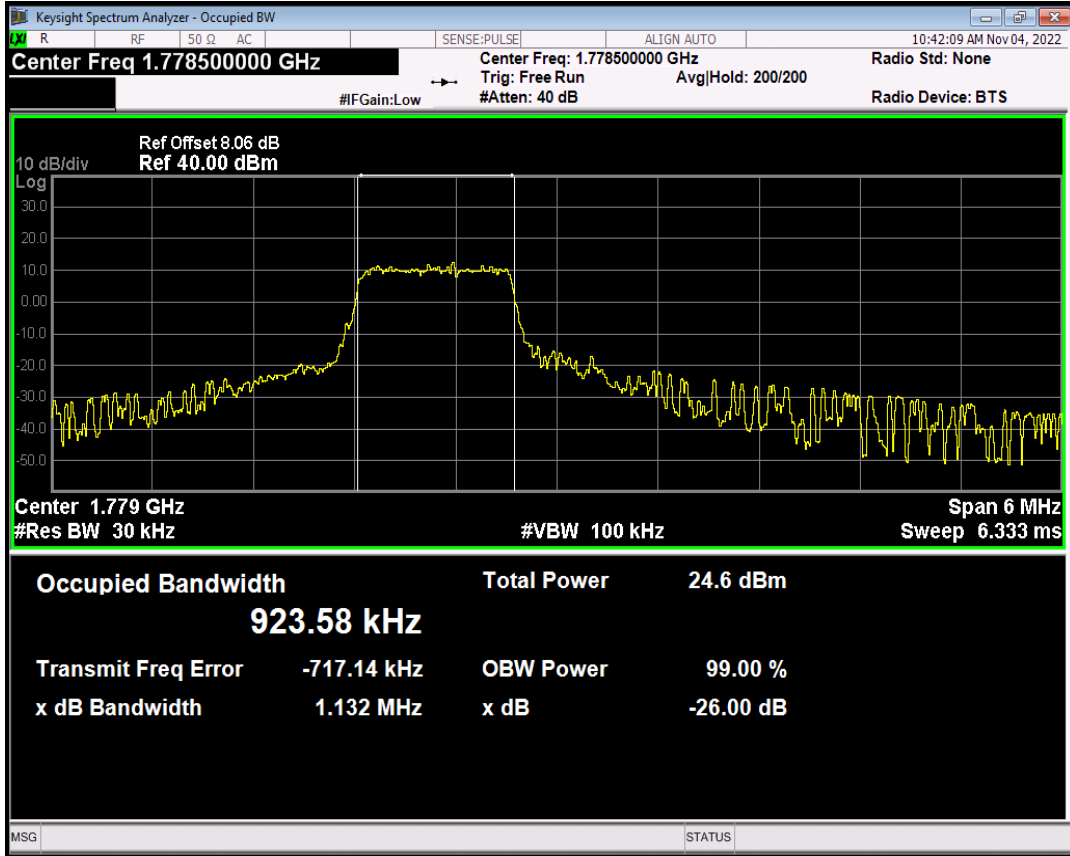 Keysight Spectrum Analyzer - Occupied BW
LXI R RF 50 Ω AC SENSE:PULSE ALIGN AUTO 10:42:09 AM Nov 04, 2022
Center Freq 1.778500000 GHz Center Freq: 1.778500000 GHz Radio Std: None
Trig: Free Run Avg|Hold: 200/200
#IFGain:Low #Atten: 40 dB Radio Device: BTS
Ref Offset 8.06 dB
10 dB/div Ref 40.00 dBm
Log
30.0
20.0
10.0
0.00
-10.0
-20.0
-30.0
-40.0
-50.0
Center 1.779 GHz Span 6 MHz
#Res BW 30 kHz #VBW 100 kHz Sweep 6.333 ms
Occupied Bandwidth Total Power 24.6 dBm
923.58 kHz
Transmit Freq Error -717.14 kHz OBW Power 99.00 %
x dB Bandwidth 1.132 MHz x dB -26.00 dB
MSG STATUS